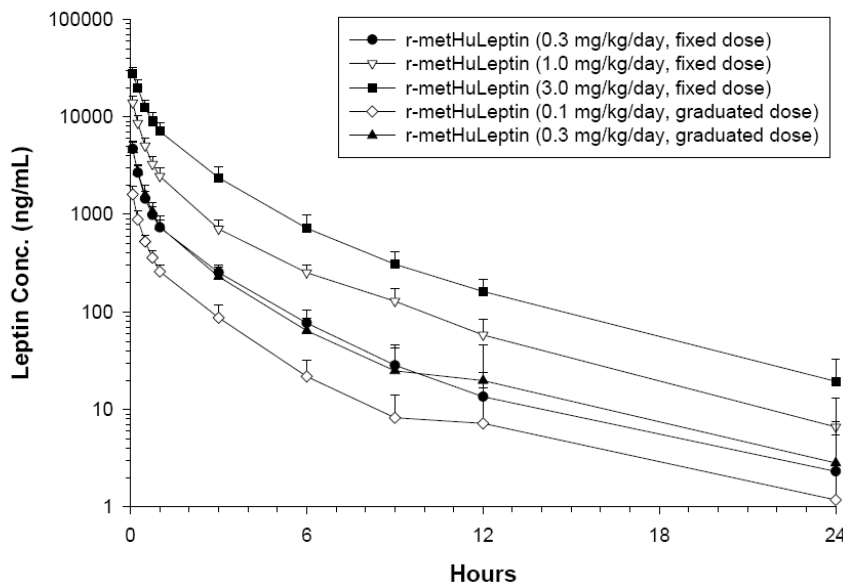 100000
10000
1000
100
10
1
Leptin Conc. (ng/mL)
r-metHuLeptin (0.3 mg/kg/day, fixed dose)
r-metHuLeptin (1.0 mg/kg/day, fixed dose)
r-metHuLeptin (3.0 mg/kg/day, fixed dose)
r-metHuLeptin (0.1 mg/kg/day, graduated dose)
r-metHuLeptin (0.3 mg/kg/day, graduated dose)
0 6 12 18 24
Hours